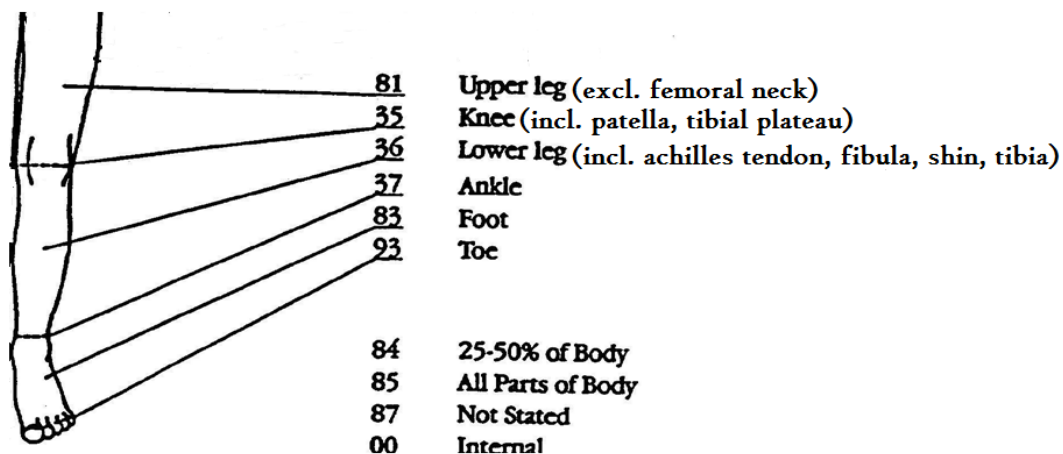 81 Upper leg (excl. femoral neck)
35 Knee (incl. patella, tibial plateau)
36 Lower leg (incl. achilles tendon, fibula, shin, tibia)
37 Ankle
83 Foot
93 Toe
84 25-50% of Body
85 All Parts of Body
87 Not Stated
00 Internal